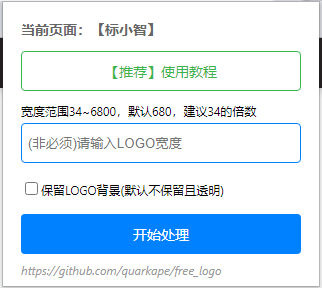 当前页面：【标小智】
【推荐】使用教程
宽度范围34~6800，默认680，建议34的倍数
(非必须)请输入LOGO宽度
保留LOGO背景(默认不保留且透明)
开始处理
https://github.com/quarkape/free_logo